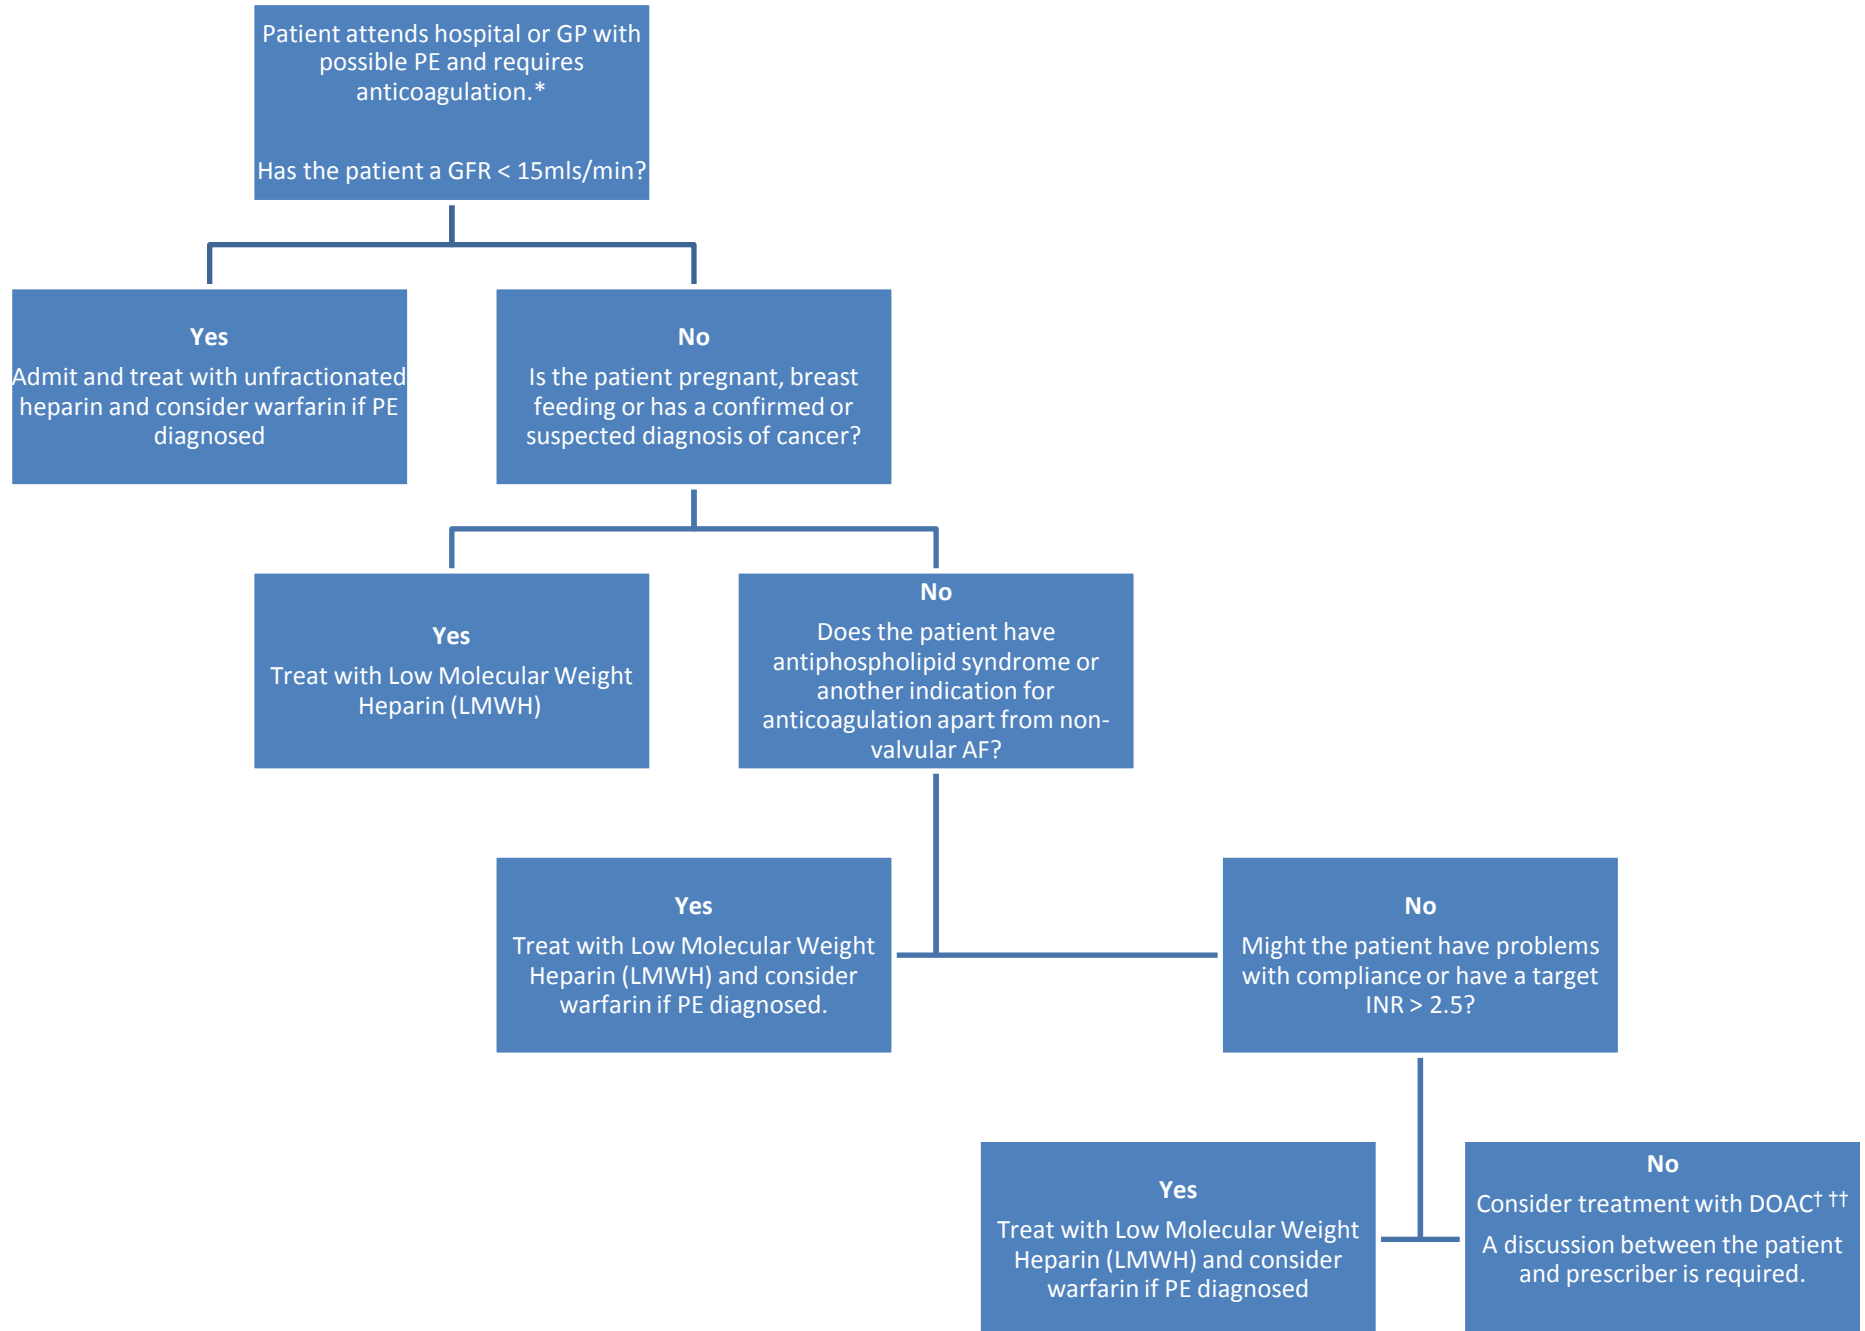 Patient attends hospital or GP with
possible PE and requires
anticoagulation.*
Has the patient a GFR < 15mls/min?
Yes
Admit and treat with unfractionated
heparin and consider warfarin if PE
diagnosed
No
Is the patient pregnant, breast
feeding or has a confirmed or
suspected diagnosis of cancer?
Yes
Treat with Low Molecular Weight
Heparin (LMWH)
No
Does the patient have
antiphospholipid syndrome or
another indication for
anticoagulation apart from non-
valvular AF?
Yes
Treat with Low Molecular Weight
Heparin (LMWH) and consider
warfarin if PE diagnosed.
No
Might the patient have problems
with compliance or have a target
INR > 2.5?
Yes
Treat with Low Molecular Weight
Heparin (LMWH) and consider
warfarin if PE diagnosed
No
Consider treatment with DOAC† ††
A discussion between the patient
and prescriber is required.